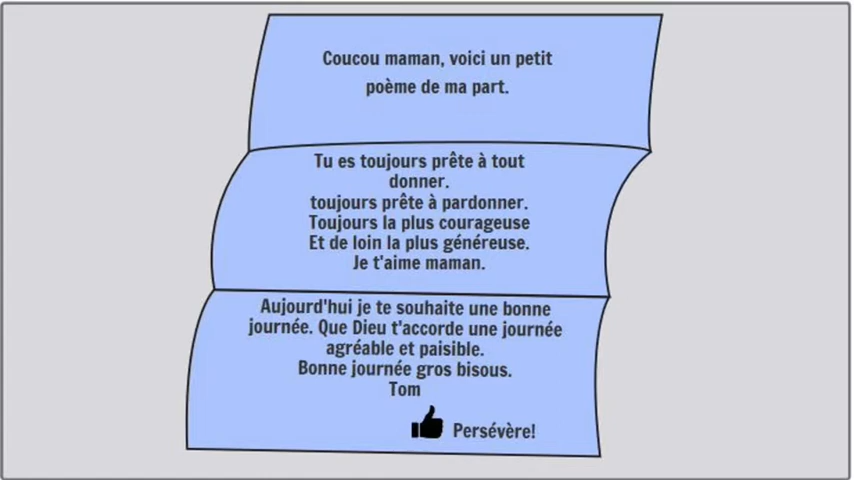 Coucou maman, voici un petit
poème de ma part.
Tu es toujours prête à tout
donner.
toujours prête à pardonner.
Toujours la plus courageuse
Et de loin la plus généreuse.
Je t'aime maman.
Aujourd'hui je te souhaite une bonne
journée. Que Dieu t'accorde une journée
agréable et paisible.
Bonne journée gros bisous.
Tom
Persévère!